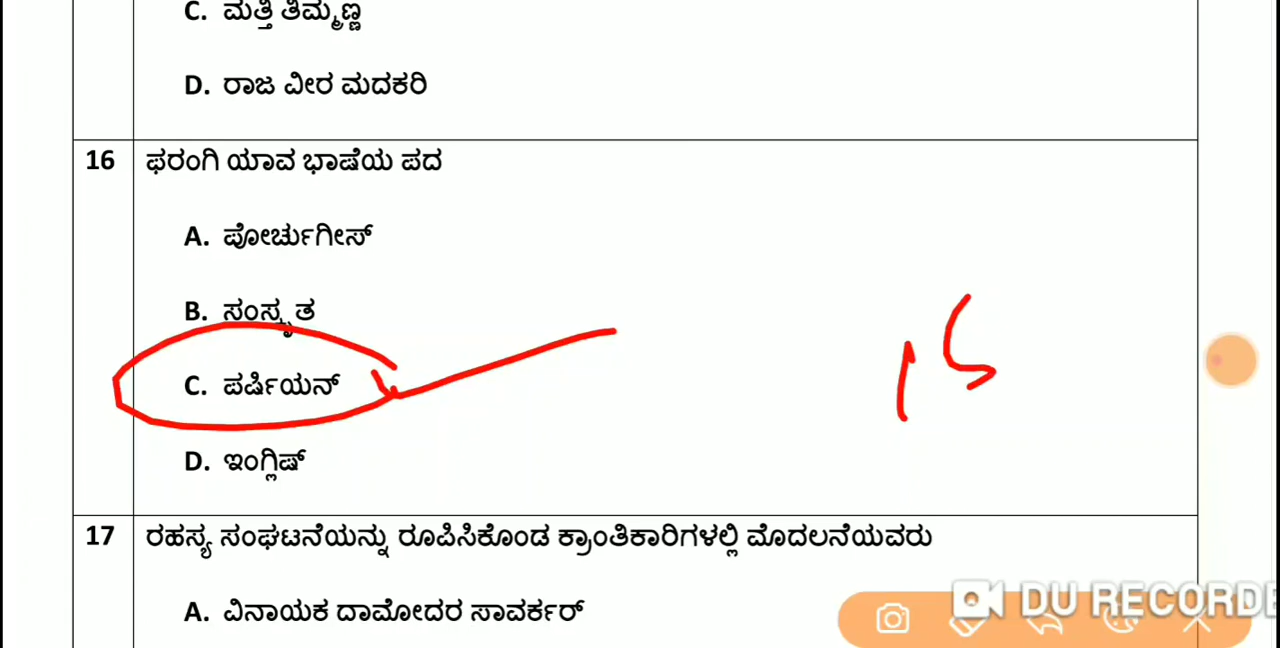 C. ಮತ್ತಿ ತಿಮ್ಮಣ್ಣ
D. ರಾಜ ವೀರ ಮದಕರಿ
16 ಫರಂಗಿ ಯಾವ ಭಾಷೆಯ ಪದ
A. ಪೋರ್ಚುಗೀಸ್
B. ಸಂಸ್ಕೃತ
C. ಪರ್ಷಿಯನ್
D. ಇಂಗ್ಲಿಷ್
17 ರಹಸ್ಯ ಸಂಘಟನೆಯನ್ನು ರೂಪಿಸಿಕೊಂಡ ಕ್ರಾಂತಿಕಾರಿಗಳಲ್ಲಿ ಮೊದಲನೆಯವರು
A. ವಿನಾಯಕ ದಾಮೋದರ ಸಾವರ್ಕರ್
DU RECORDE